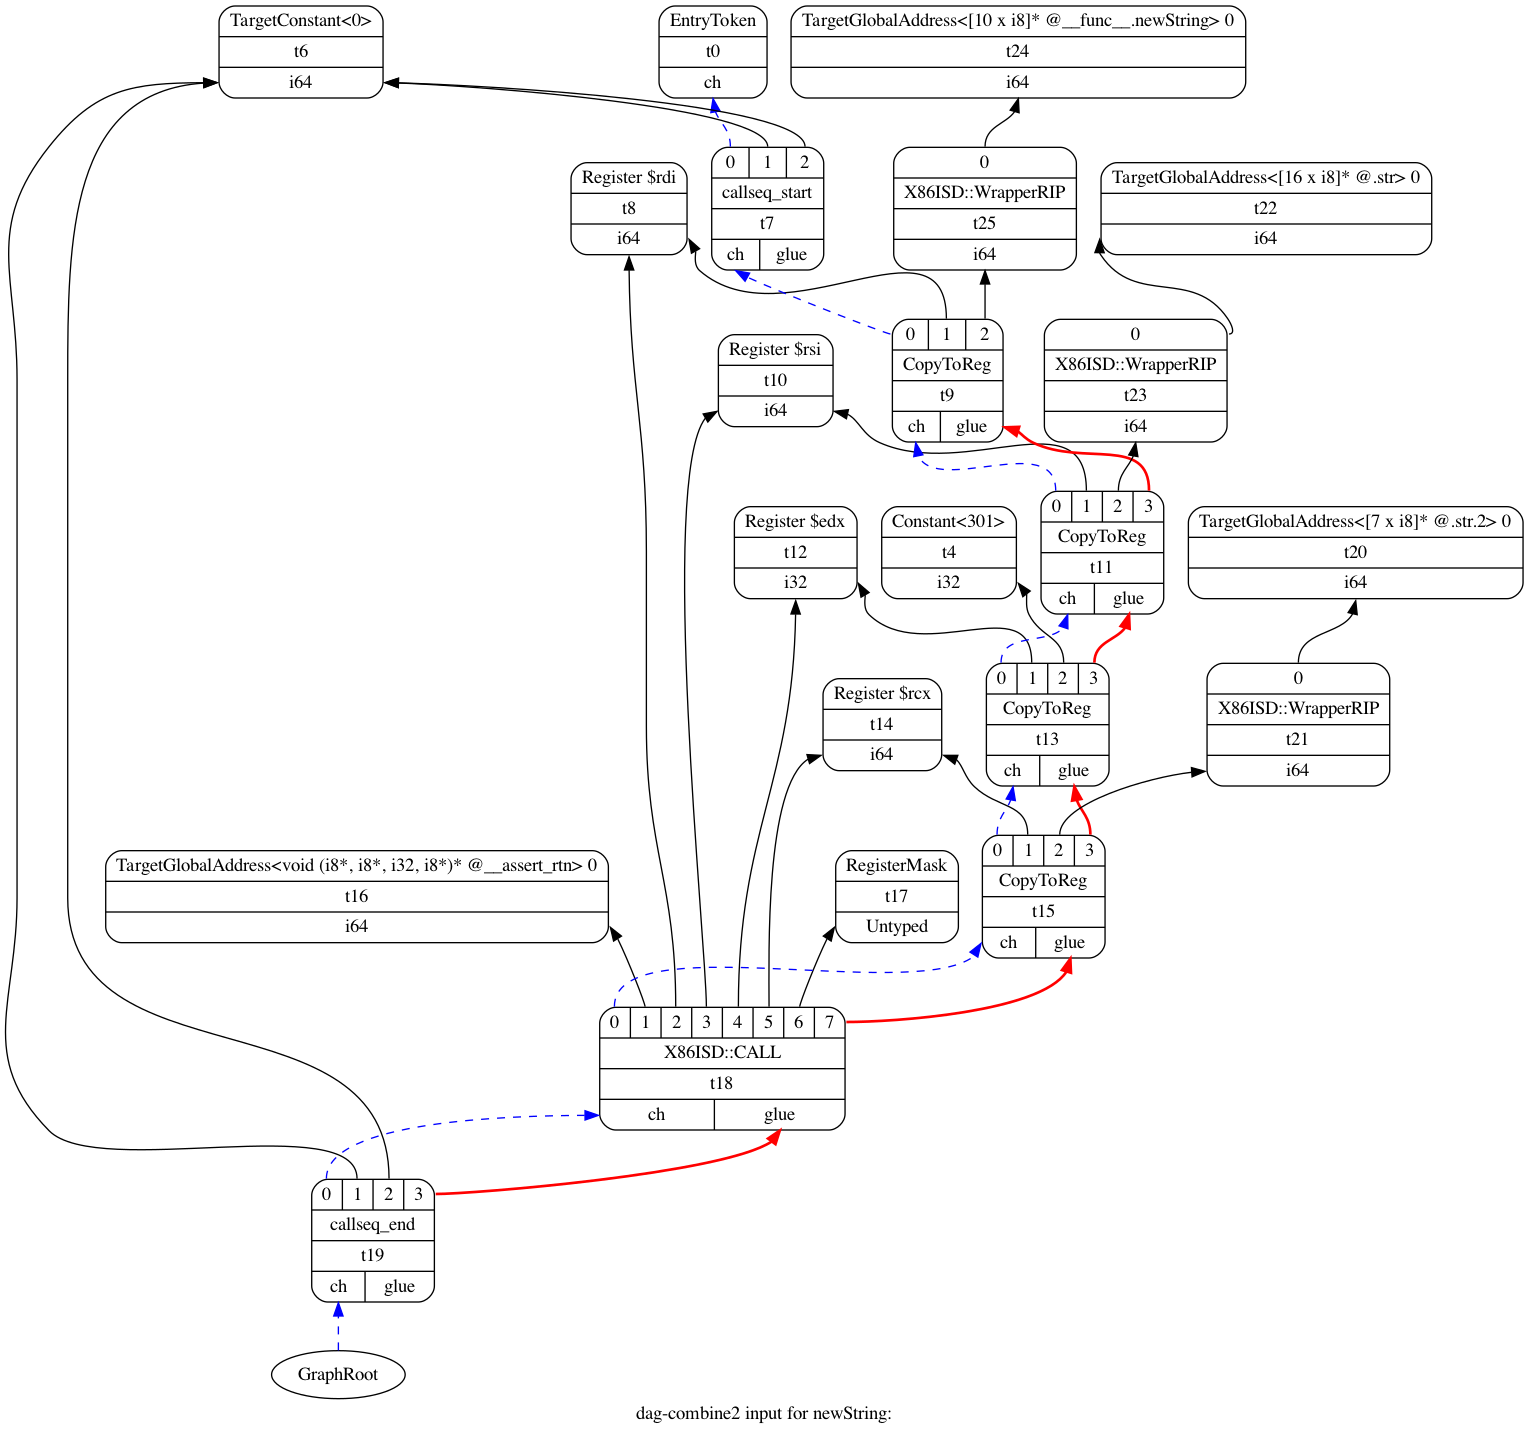 TargetConstant<0>
t6
i64
EntryToken
t0
ch
TargetGlobalAddress<[10 x i8]* @__func__.newString> 0
t24
i64
0 1 2
callseq_start
t7
ch glue
0
X86ISD::WrapperRIP
t25
i64
Register $rdi
t8
i64
TargetGlobalAddress<[16 x i8]* @.str> 0
t22
i64
0 1 2
CopyToReg
t9
ch glue
0
X86ISD::WrapperRIP
t23
i64
Register $rsi
t10
i64
0 1 2 3
CopyToReg
t11
ch glue
Register $edx
t12
i32
Constant<301>
t4
i32
TargetGlobalAddress<[7 x i8]* @.str.2> 0
t20
i64
0 1 2 3
CopyToReg
t13
ch glue
0
X86ISD::WrapperRIP
t21
i64
Register $rcx
t14
i64
0 1 2 3
CopyToReg
t15
ch glue
TargetGlobalAddress<void (i8*, i8*, i32, i8*)* @__assert_rtn> 0
t16
i64
RegisterMask
t17
Untyped
0 1 2 3 4 5 6 7
X86ISD::CALL
t18
ch glue
0 1 2 3
callseq_end
t19
ch glue
GraphRoot
dag-combine2 input for newString: